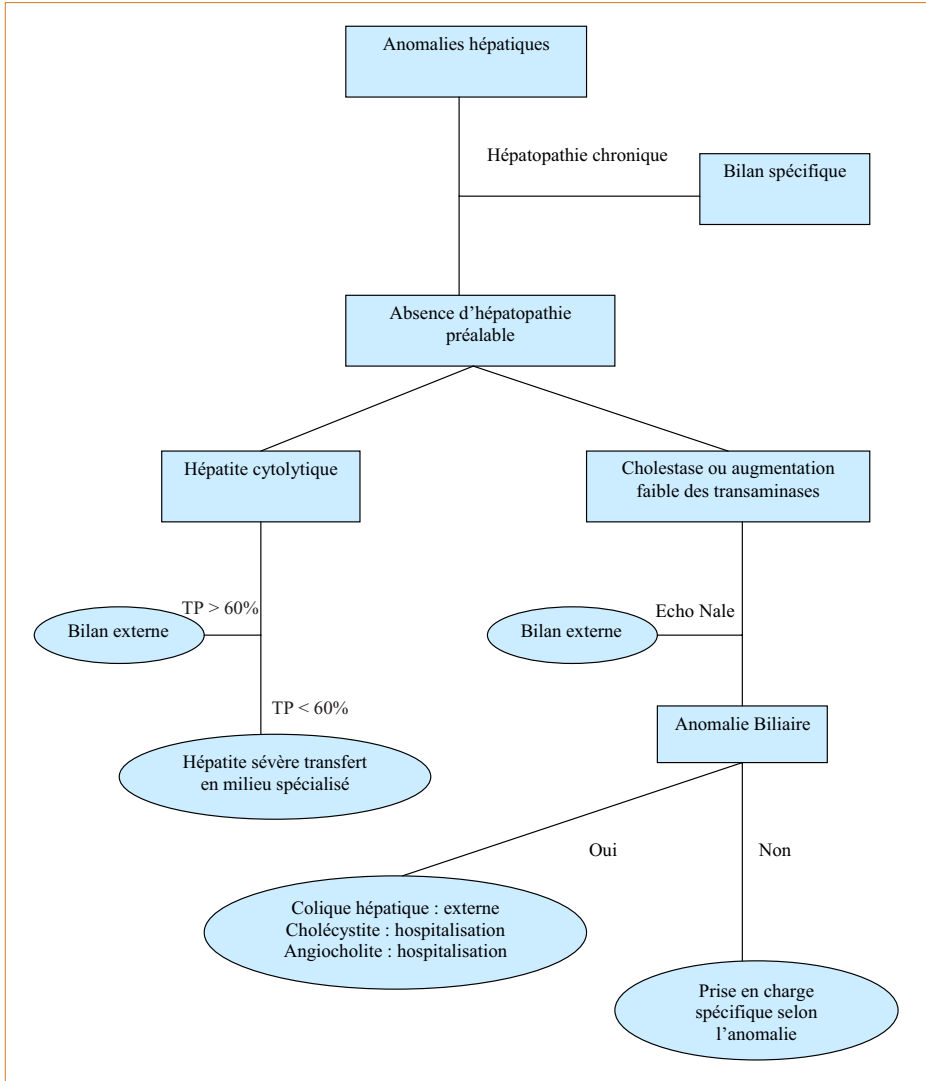 Anomalies hépatiques
Hépatopathie chronique
Bilan spécifique
Absence d’hépatopathie
préalable
Hépatite cytolytique
Cholestase ou augmentation
faible des transaminases
TP > 60%
Bilan externe
Echo Nale
Bilan externe
TP < 60%
Anomalie Biliaire
Hépatite sévère transfert
en milieu spécialisé
Oui
Non
Colique hépatique : externe
Cholécystite : hospitalisation
Angiocholite : hospitalisation
Prise en charge
spécifique selon
l’anomalie